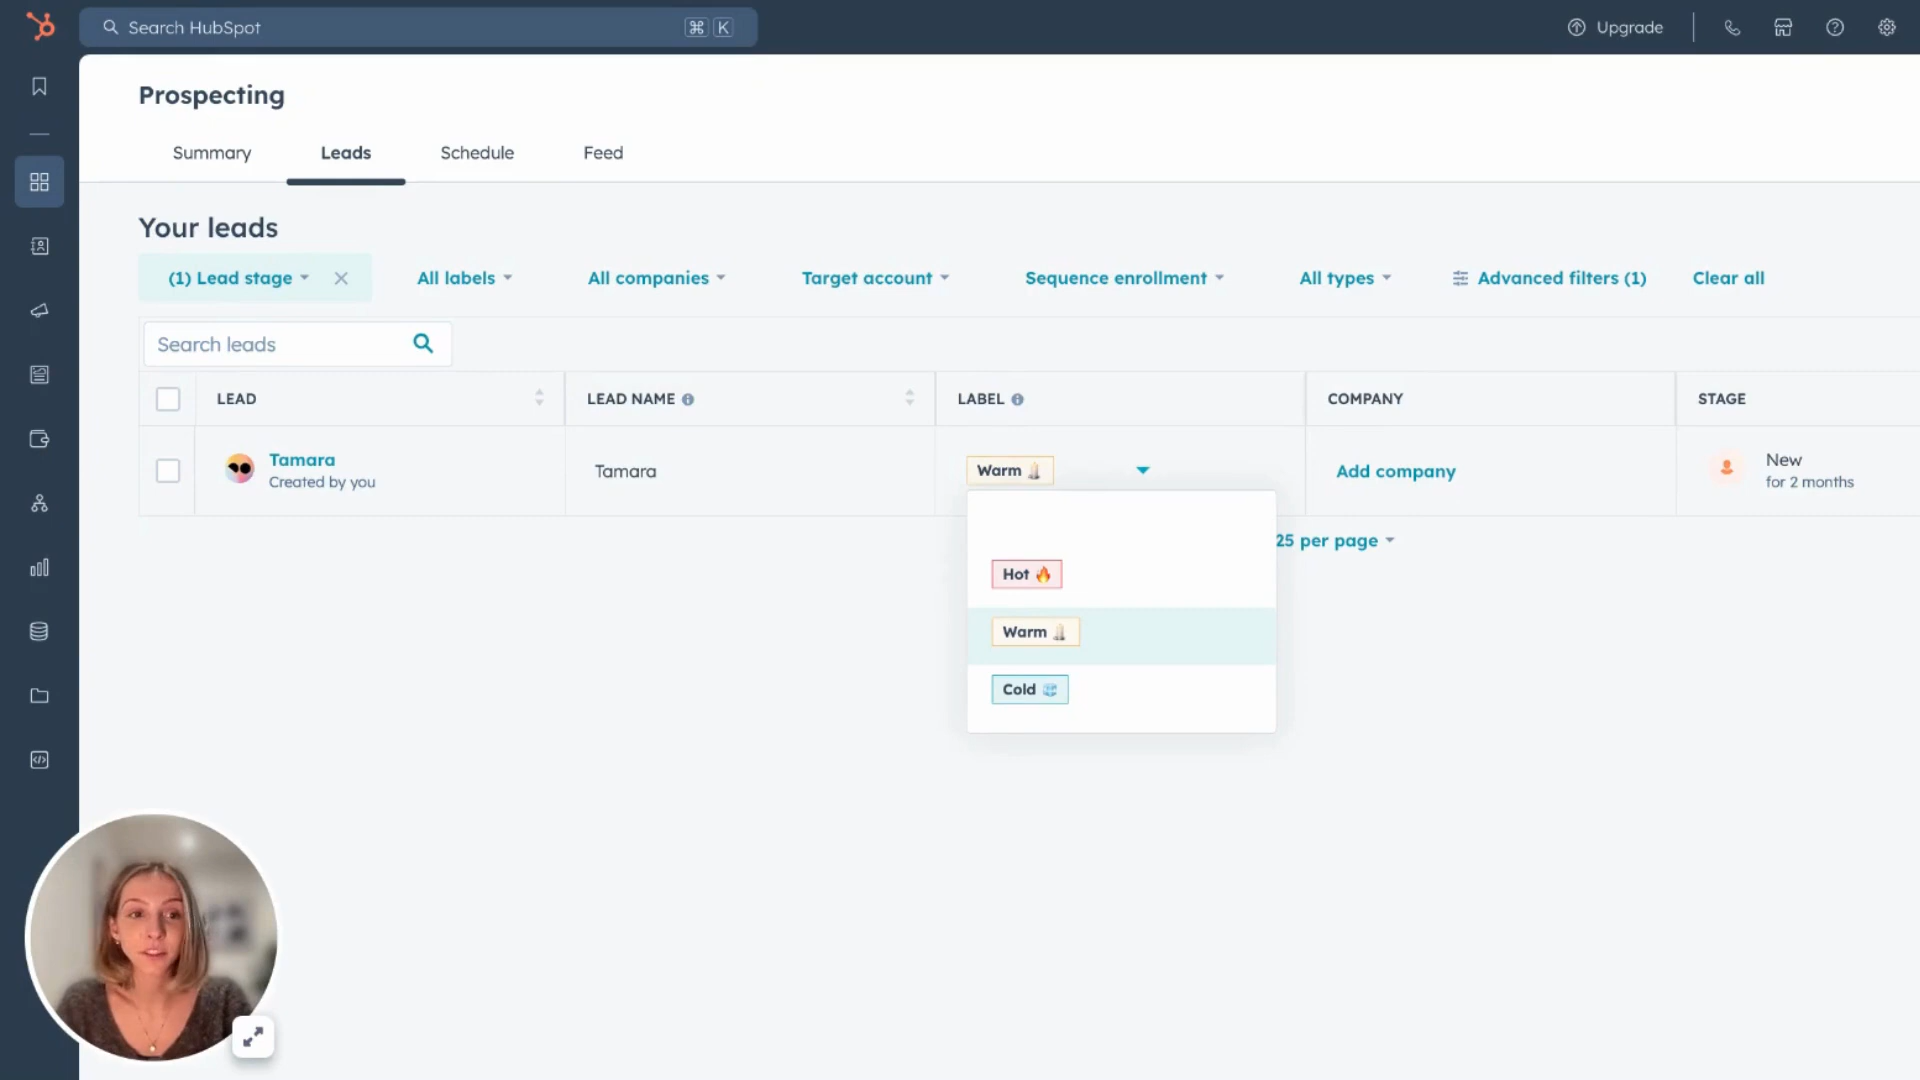 Search HubSpot
⌘ K
Upgrade
Prospecting
Summary
Leads
Schedule
Feed
Your leads
(1) Lead stage
All labels
All companies
Target account
Sequence enrollment
All types
Advanced filters (1)
Clear all
Search leads
LEAD
LEAD NAME
LABEL
COMPANY
STAGE
Tamara
Created by you
Tamara
Warm
Add company
New
for 2 months
Hot
Warm
Cold
25 per page